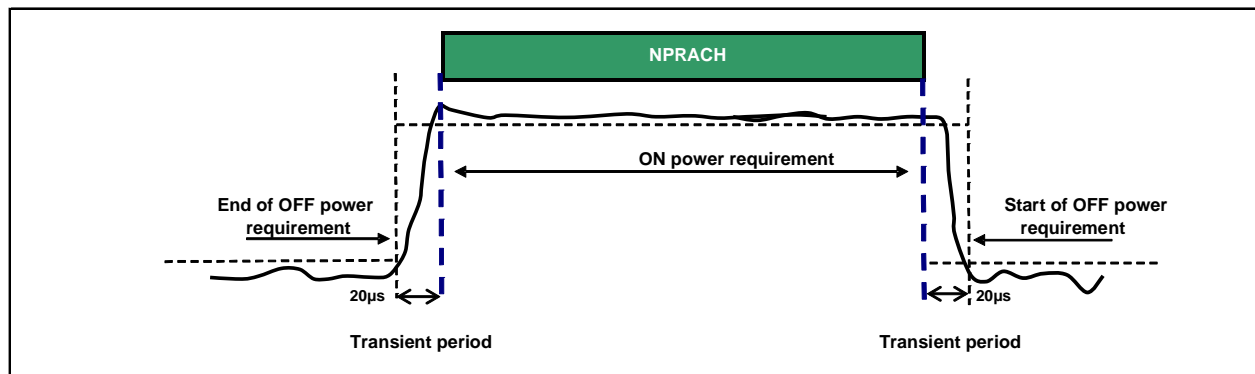 NPRACH
ON power requirement
End of OFF power
requirement
Start of OFF power
requirement
20µs
20µs
Transient period
Transient period